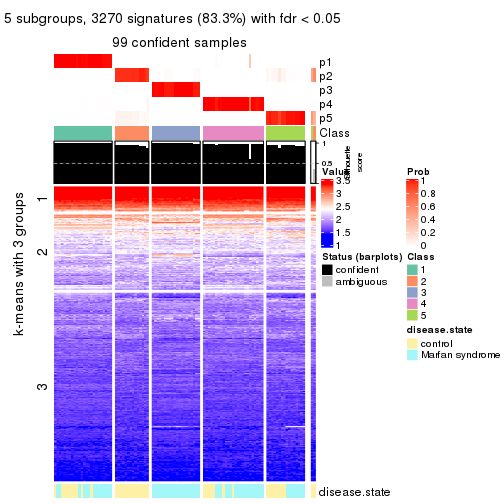 5 subgroups, 3270 signatures (83.3%) with fdr < 0.05
99 confident samples
p1
p2
p3
p4
p5
Class
1
0.5
silhouette
score
k-means with 3 groups
1
2
3
Value
3.5
3
2.5
2
1.5
1
Prob
1
0.8
0.6
0.4
0.2
0
Status (barplots)
confident
ambiguous
Class
1
2
3
4
5
disease.state
control
Marfan syndrome
disease.state